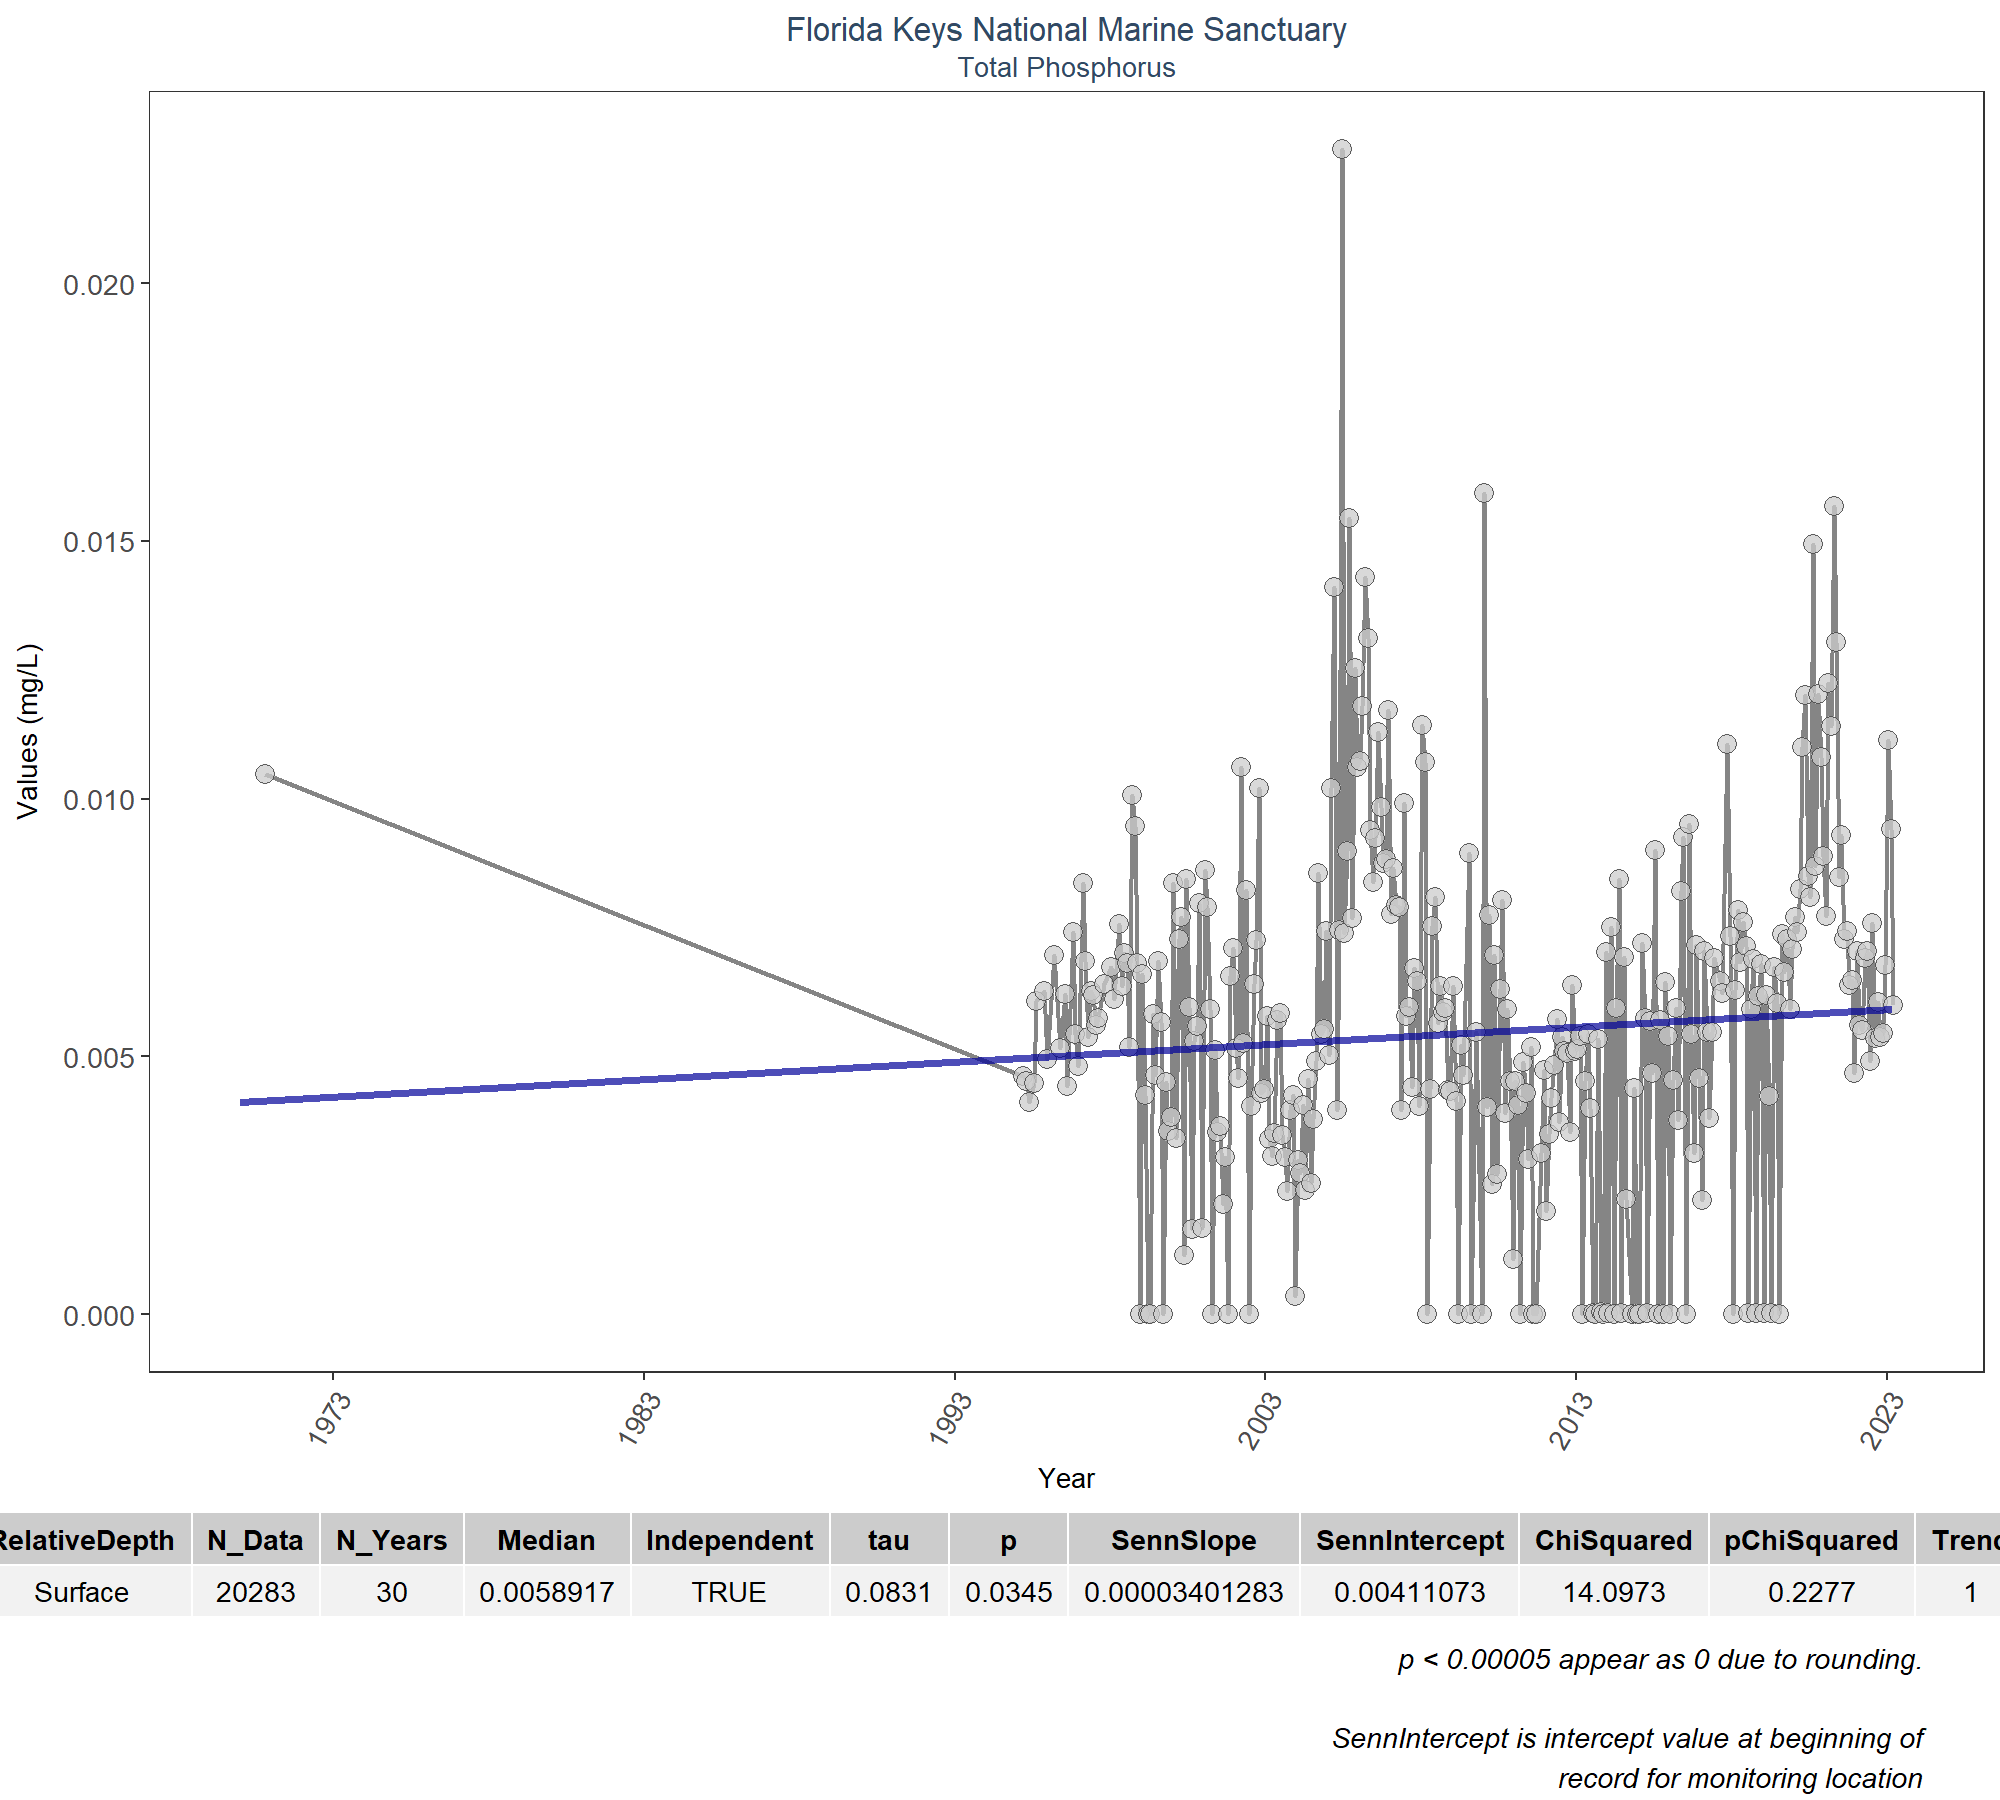 Florida Keys National Marine Sanctuary
Total Phosphorus
Values (mg/L)
0.020
0.015
0.010
0.005
0.000
1973 1983 1993 2003 2013 2023
Year
RelativeDepth N_Data N_Years Median Independent tau p SennSlope SennIntercept ChiSquared pChiSquared Trend
Surface 20283 30 0.0058917 TRUE 0.0831 0.0345 0.00003401283 0.00411073 14.0973 0.2277 1
p < 0.00005 appear as 0 due to rounding.
SennIntercept is intercept value at beginning of
record for monitoring location